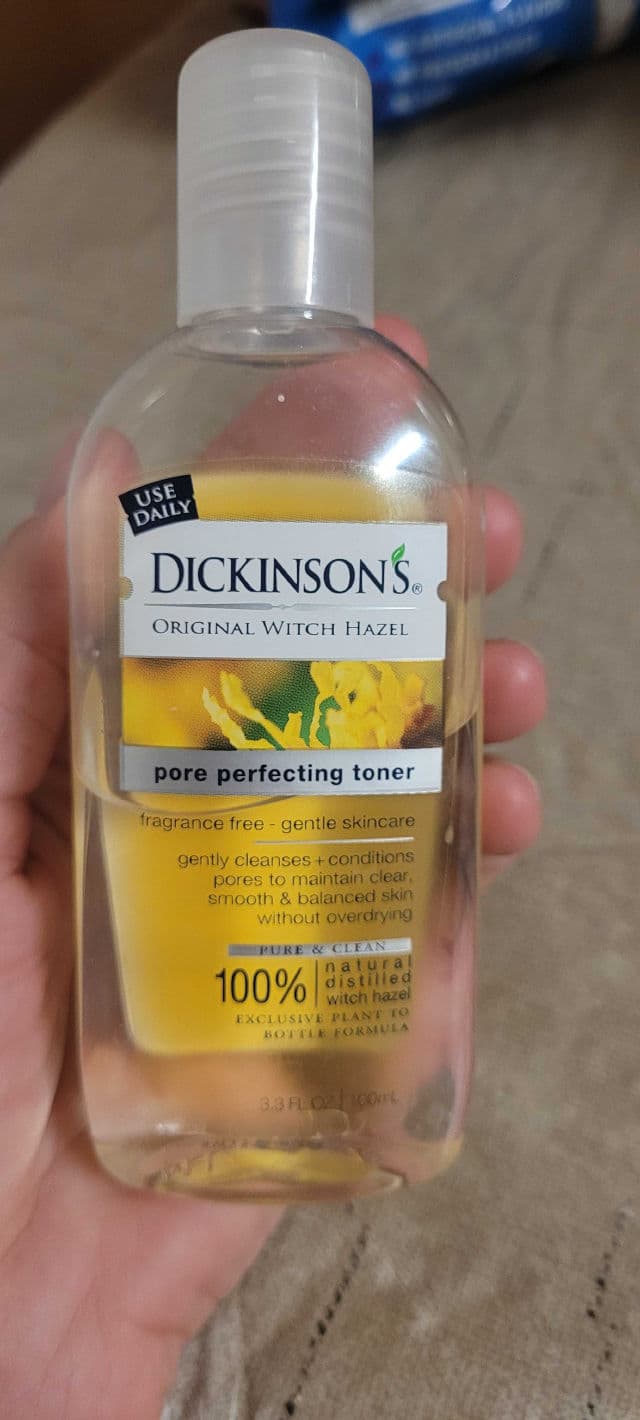 USE
DAILY
DICKINSON'S®
ORIGINAL WITCH HAZEL
pore perfecting toner
fragrance free - gentle skincare
gently cleanses + conditions
pores to maintain clear,
smooth & balanced skin
without overdrying
PURE & CLEAN
100% natural
distilled
witch hazel
EXCLUSIVE PLANT TO
BOTTLE FORMULA
3.3 FL OZ | 100mL